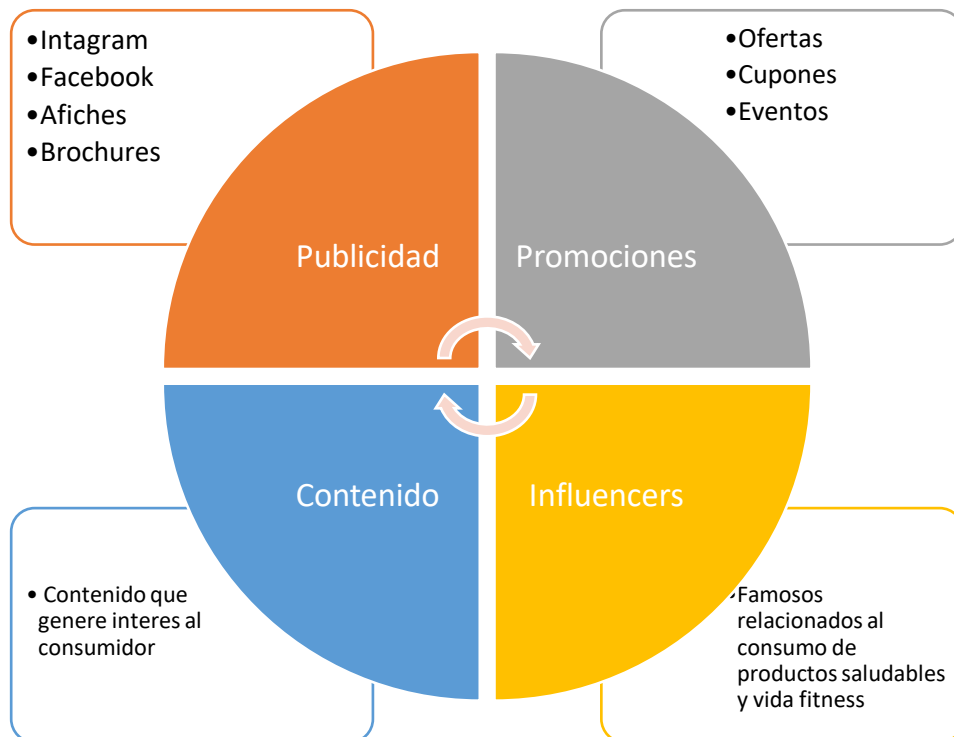 •Intagram
•Facebook
•Afiches
•Brochures
•Ofertas
•Cupones
•Eventos
Publicidad
Promociones
Contenido
Influencers
• Contenido que
genere interes al
consumidor
•Famosos
relacionados al
consumo de
productos saludables
y vida fitness